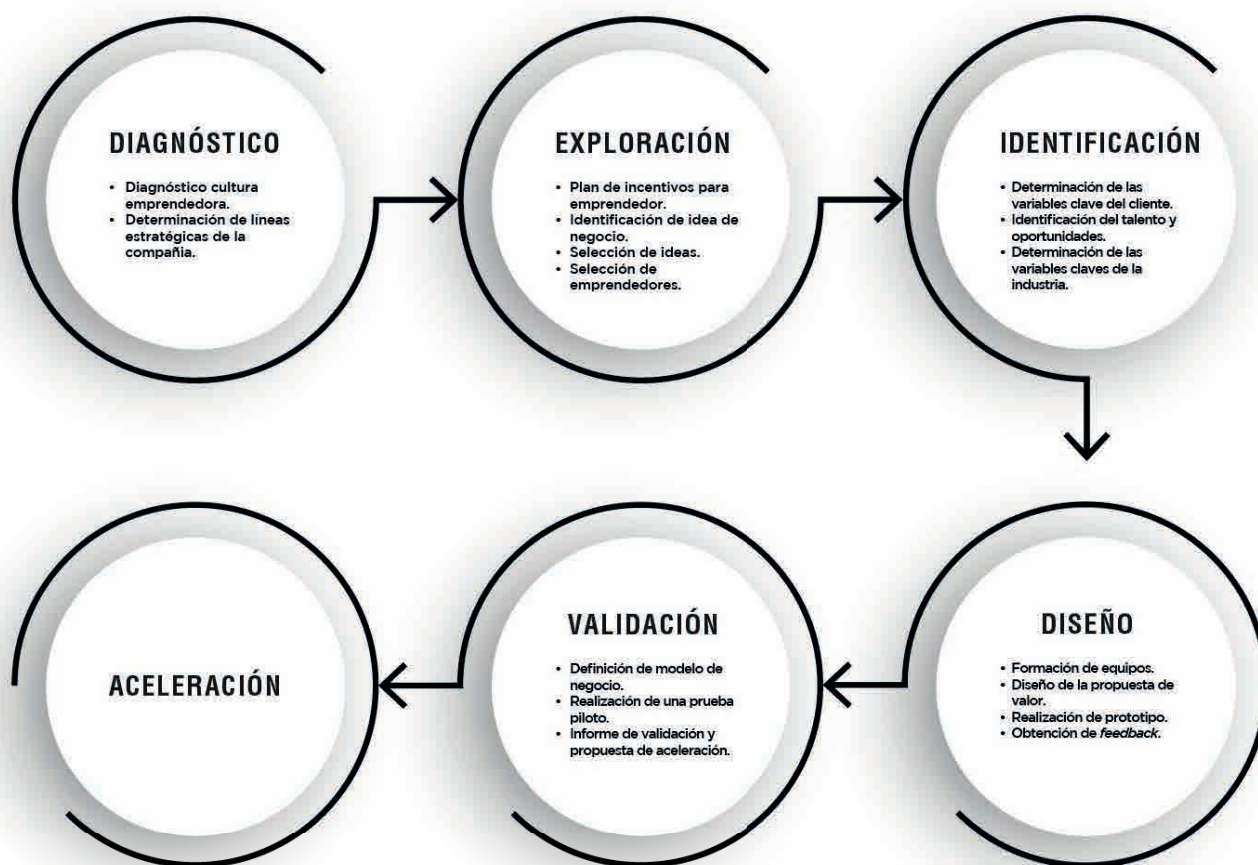 DIAGNÓSTICO
• Diagnóstico cultura
emprendedora.
• Determinación de líneas
estratégicas de la
compañia.
EXPLORACIÓN
• Plan de incentivos para
emprendedor.
• Identificación de idea de
negocio.
• Selección de ideas.
• Selección de
emprendedores.
IDENTIFICACIÓN
• Determinación de las
variables clave del cliente.
• Identificación del talento y
oportunidades.
• Determinación de las
variables claves de la
industria.
DISEÑO
• Formación de equipos.
• Diseño de la propuesta de
valor.
• Realización de prototipo.
• Obtención de feedback.
VALIDACIÓN
• Definición de modelo de
negocio.
• Realización de una prueba
piloto.
• Informe de validación y
propuesta de aceleración.
ACELERACIÓN